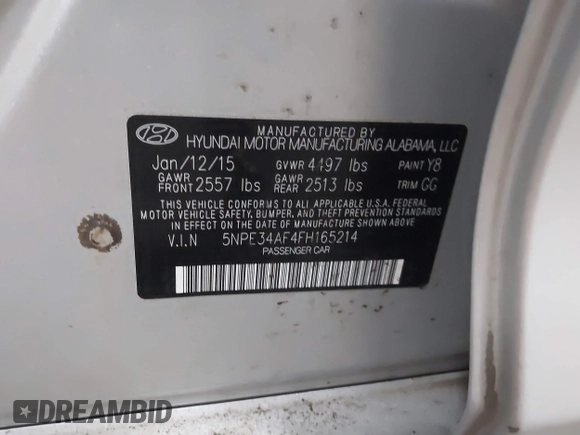 MANUFACTURED BY
HYUNDAI MOTOR MANUFACTURING ALABAMA, LLC
Jan/12/15 GVWR 4497 lbs PAINT Y8
GAWR FRONT 2557 lbs GAWR REAR 2513 lbs TRIM GG
THIS VEHICLE CONFORMS TO ALL APPLICABLE U.S.A. FEDERAL
MOTOR VEHICLE SAFETY, BUMPER, AND THEFT PREVENTION STANDARDS
IN EFFECT ON THE DATE OF MANUFACTURE SHOWN ABOVE.
V.I.N 5NPE34AF4FH165214
PASSENGER CAR
DREAMBID